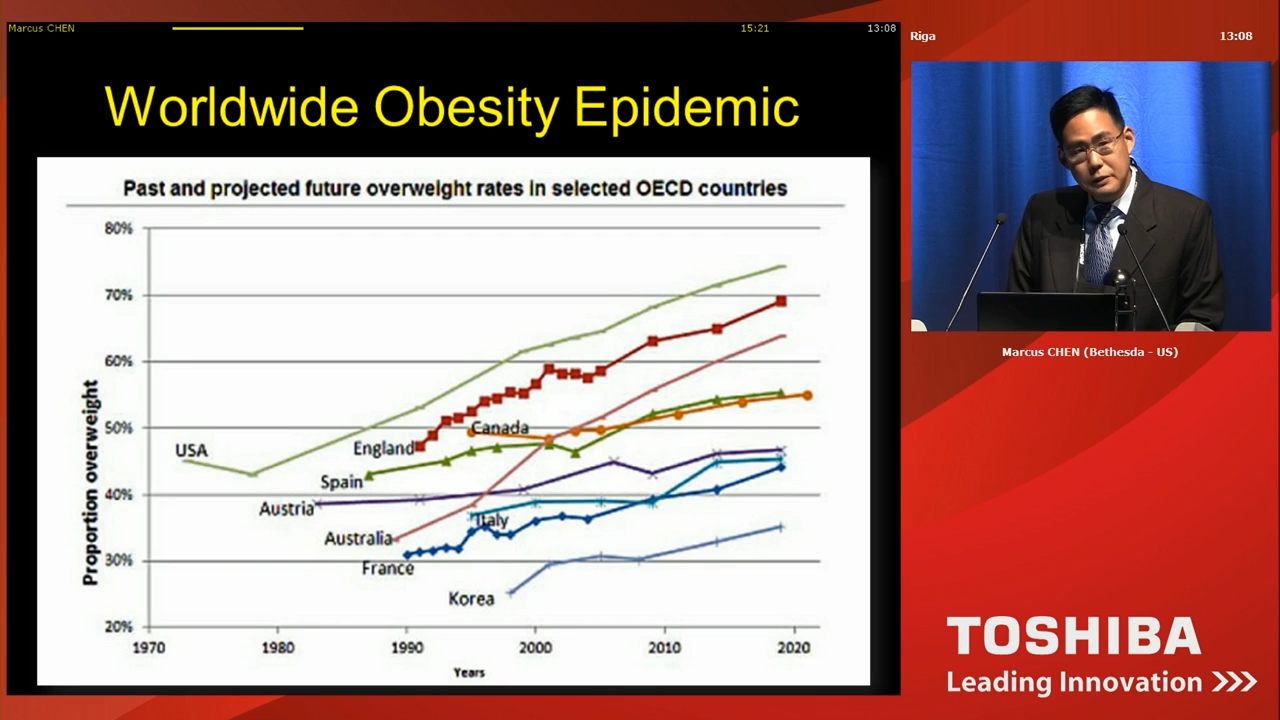 Marcus CHEN
15:21
13:08
Worldwide Obesity Epidemic
Past and projected future overweight rates in selected OECD countries
Proportion overweight
80%
70%
60%
50%
40%
30%
20%
USA
England
Canada
Spain
Austria
Italy
Australia
France
Korea
1970 1980 1990 2000 2010 2020
Years
Riga 13:08
Marcus CHEN (Bethesda - US)
TOSHIBA
Leading Innovation >>>